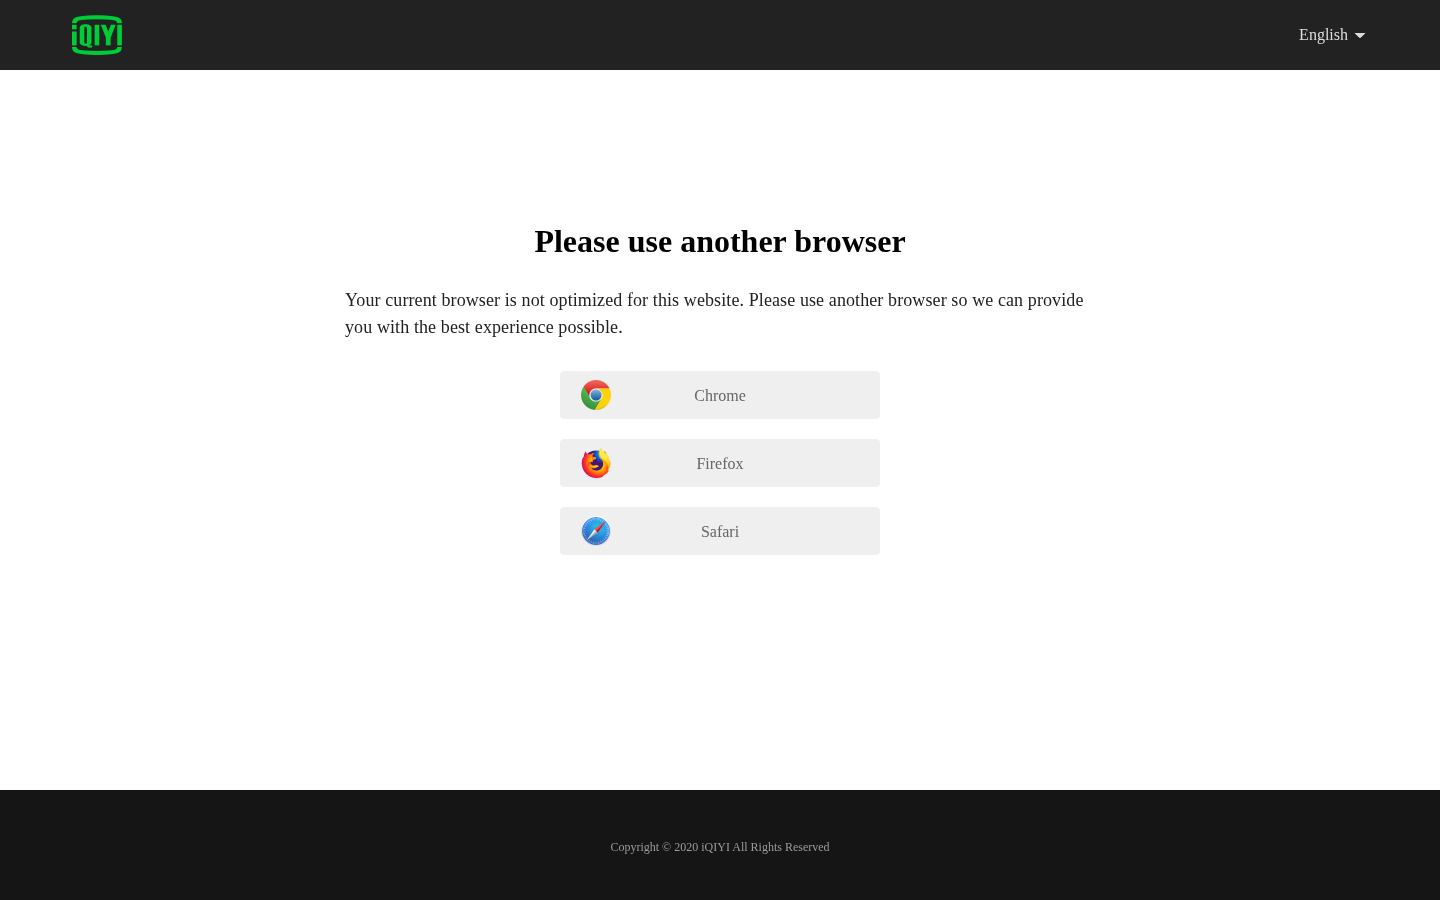 iQIYI
English
Please use another browser
Your current browser is not optimized for this website. Please use another browser so we can provide
you with the best experience possible.
Chrome
Firefox
Safari
Copyright © 2020 iQIYI All Rights Reserved